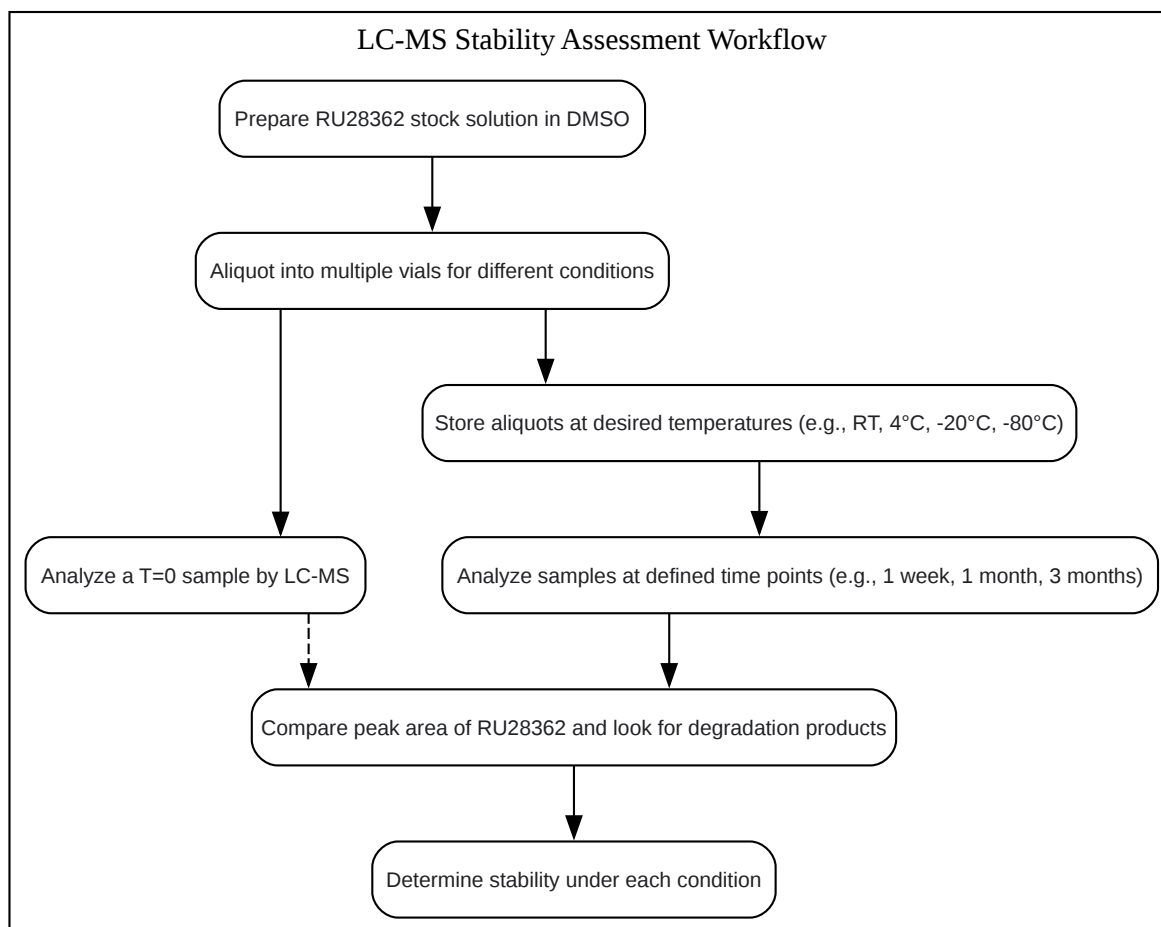 LC-MS Stability Assessment Workflow
Prepare RU28362 stock solution in DMSO
Aliquot into multiple vials for different conditions
Store aliquots at desired temperatures (e.g., RT, 4°C, -20°C, -80°C)
Analyze a T=0 sample by LC-MS
Analyze samples at defined time points (e.g., 1 week, 1 month, 3 months)
Compare peak area of RU28362 and look for degradation products
Determine stability under each condition